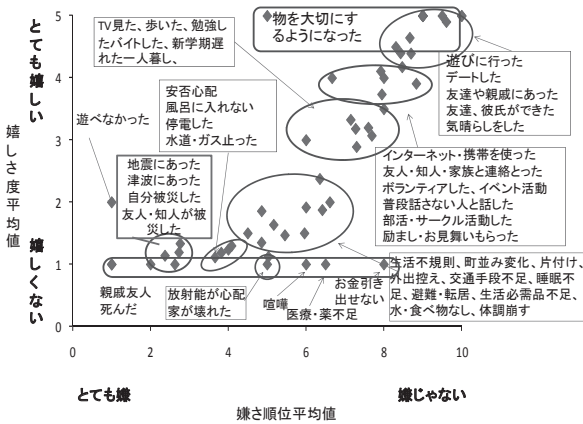 とても嬉しい
嬉しさ度平均値
嬉しくない
5
4
3
2
1
0
TV見た、歩いた、勉強し
たバイトした、新学期遅
れた一人暮し、
物を大切にす
るようになった
遊びに行った
デートした
友達や親戚にあった
友達、彼氏ができた
気晴らしをした
安否心配
風呂に入れない
停電した
水道・ガス止った
遊べなかった
地震にあった
津波にあった
自分被災した
友人・知人が被
災した
インターネット・携帯を使った
友人・知人・家族と連絡とった
ボランティアした、イベント活動
普段話さない人と話した
部活・サークル活動した
励まし・お見舞いもらった
生活不規則、町並み変化、片付け、
外出控え、交通手段不足、睡眠不
足、避難・転居、生活必需品不足、
水・食べ物なし、体調崩す
親戚友人
死んだ
放射能が心配
家が壊れた
喧嘩
医療・薬不足
お金引き
出せない
0
2
4
6
8
10
とても嫌
嫌じゃない
嫌さ順位平均値